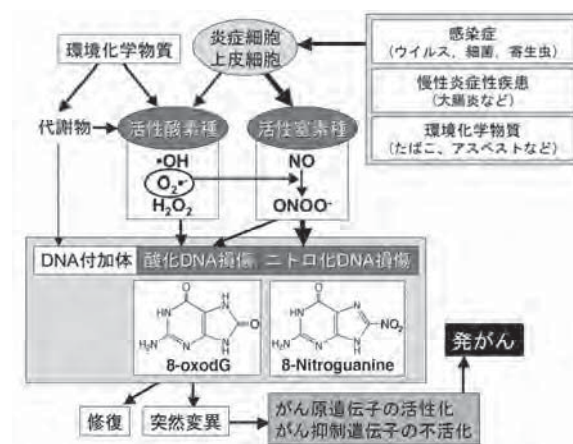 環境化学物質
炎症細胞
上皮細胞
感染症
(ウイルス、細菌、寄生虫)
慢性炎症性疾患
(大腸炎など)
環境化学物質
(たばこ、アスベストなど)
代謝物
活性酸素種
活性窒素種
•OH
O₂•⁻
H₂O₂
NO
ONOO⁻
DNA付加体
酸化DNA損傷
ニトロ化DNA損傷
O
HN
H₂N
N
H
N
N
H
O
8-oxodG
O
HN
H₂N
N
N
N
H
NO₂
8-Nitroguanine
発がん
修復
突然変異
がん原遺伝子の活性化
がん抑制遺伝子の不活化